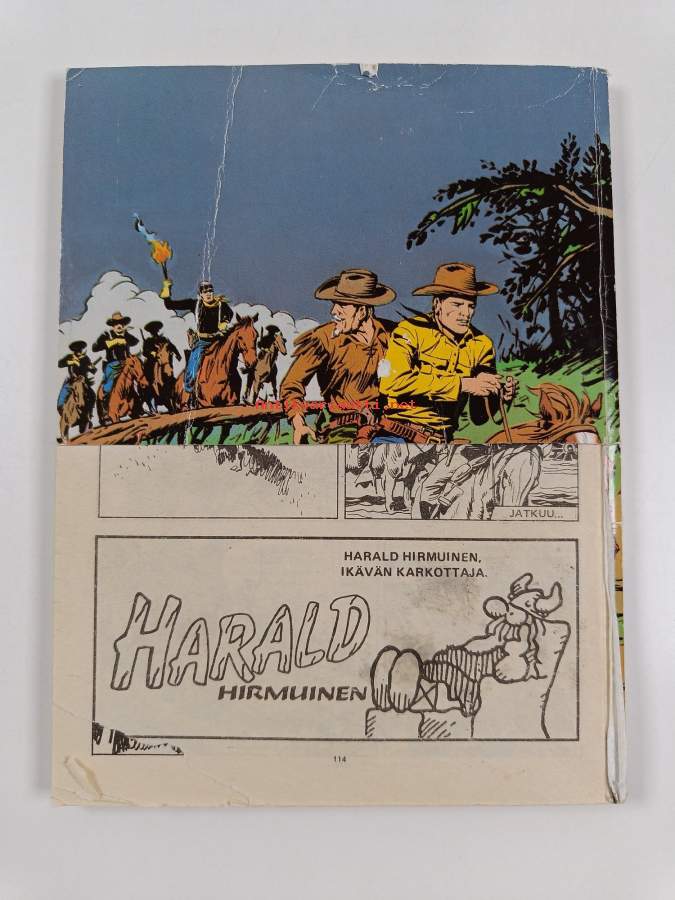 JATKUU...
HARALD HIRMUINEN,
IKÄVÄN KARKOTTAJA.
HARALD
HIRMUINEN
114